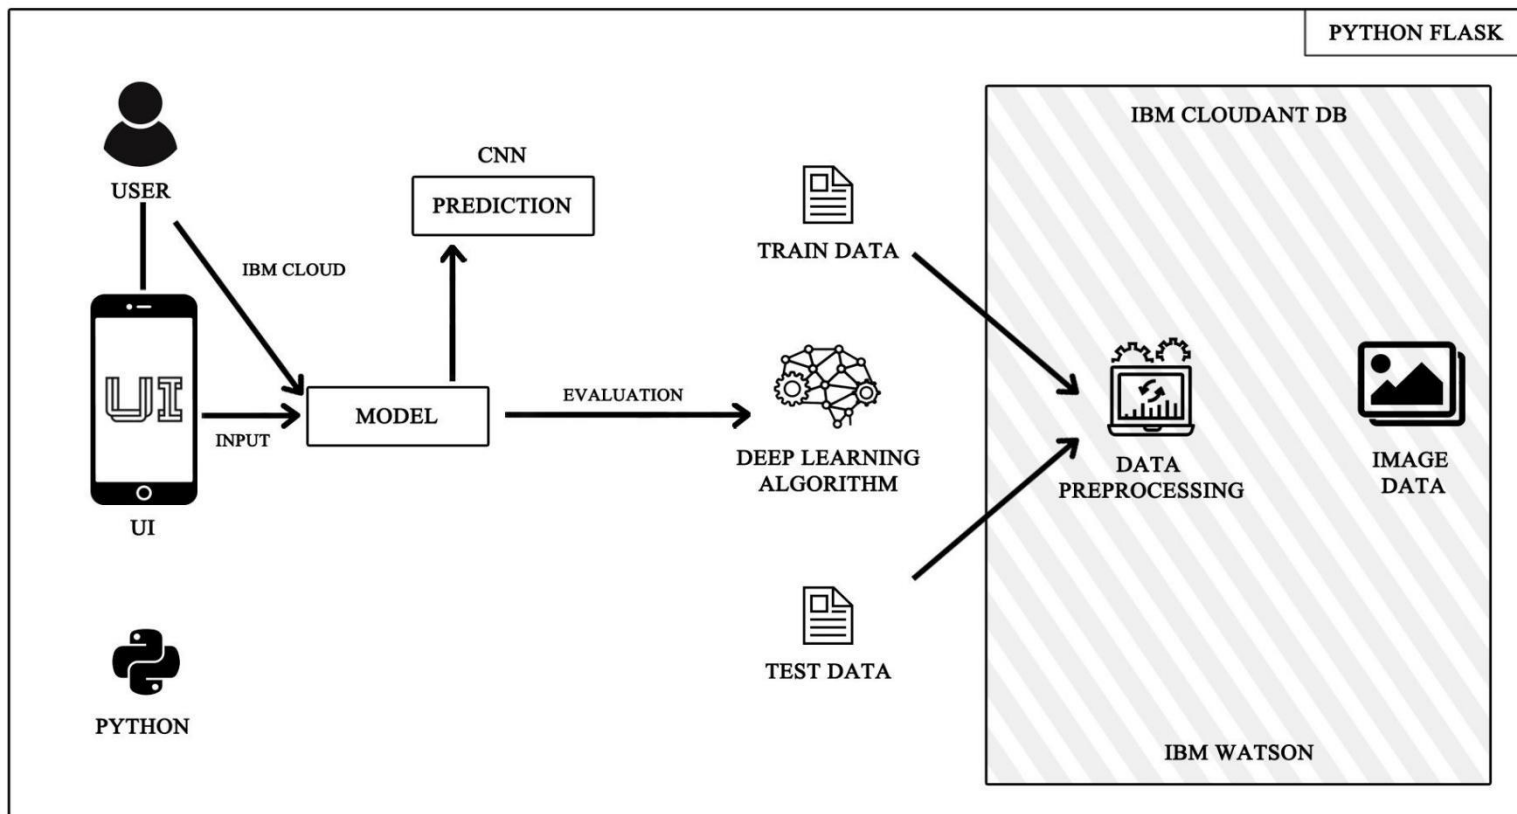 PYTHON FLASK
IBM CLOUDANT DB
CNN
USER
PREDICTION
TRAIN DATA
IBM CLOUD
UI
MODEL
EVALUATION
INPUT
DEEP LEARNING
ALGORITHM
DATA
PREPROCESSING
IMAGE
DATA
UI
TEST DATA
PYTHON
IBM WATSON